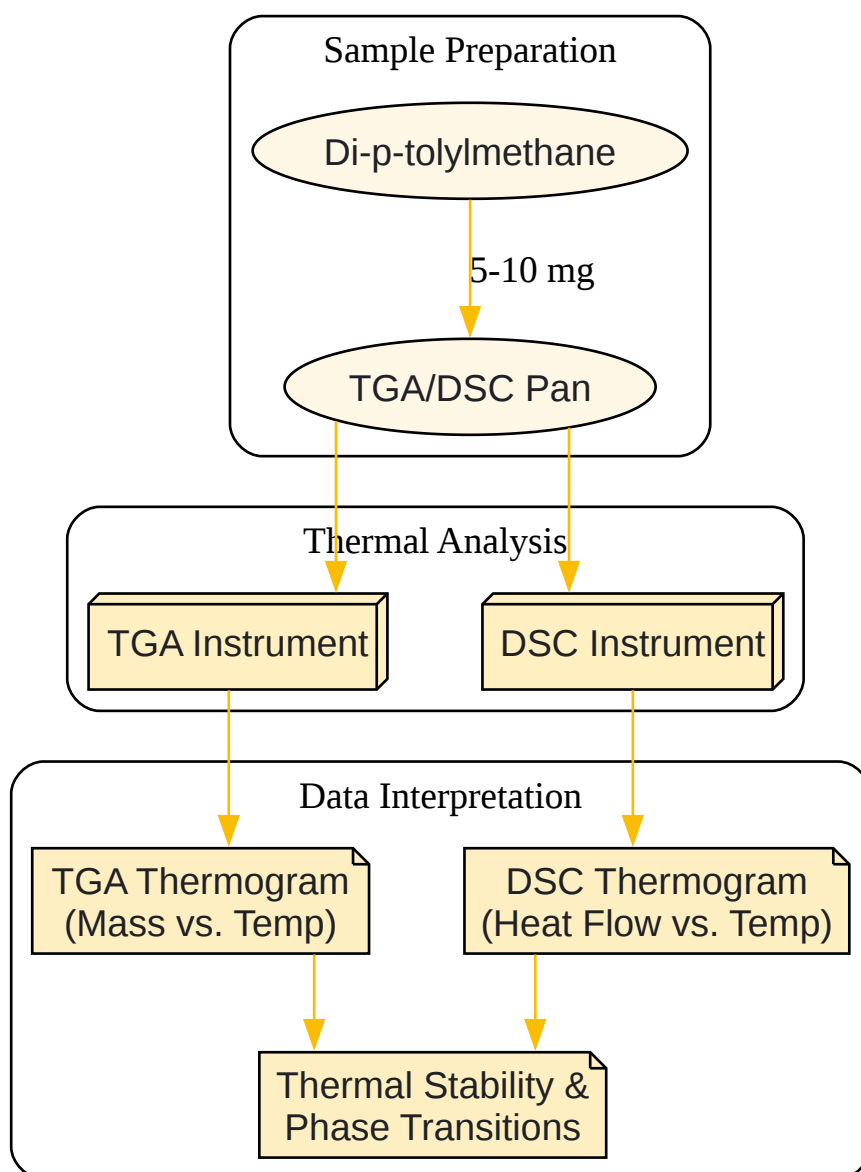 Sample Preparation
Di-p-tolylmethane
5-10 mg
TGA/DSC Pan
Thermal Analysis
TGA Instrument
DSC Instrument
Data Interpretation
TGA Thermogram
(Mass vs. Temp)
DSC Thermogram
(Heat Flow vs. Temp)
Thermal Stability &
Phase Transitions